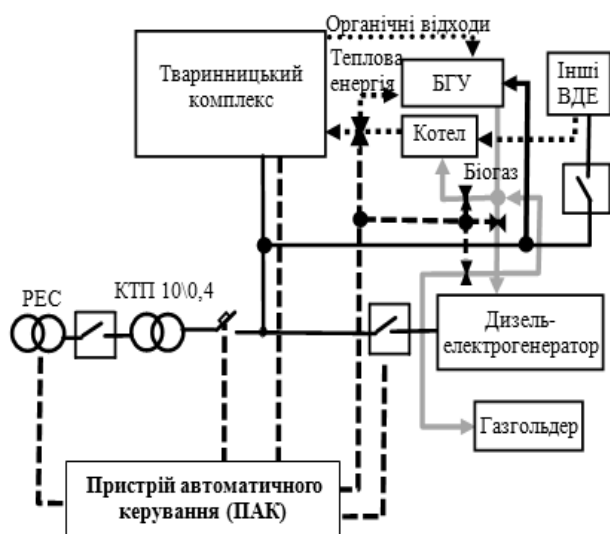 Органічні відходи
Тваринницький
комплекс
Теплова
енергія
БГУ
Інші
ВДЕ
Котел
Біогаз
РЕС
КТП 10\0,4
Дизель-
електрогенератор
Газгольдер
Пристрій автоматичного
керування (ПАК)